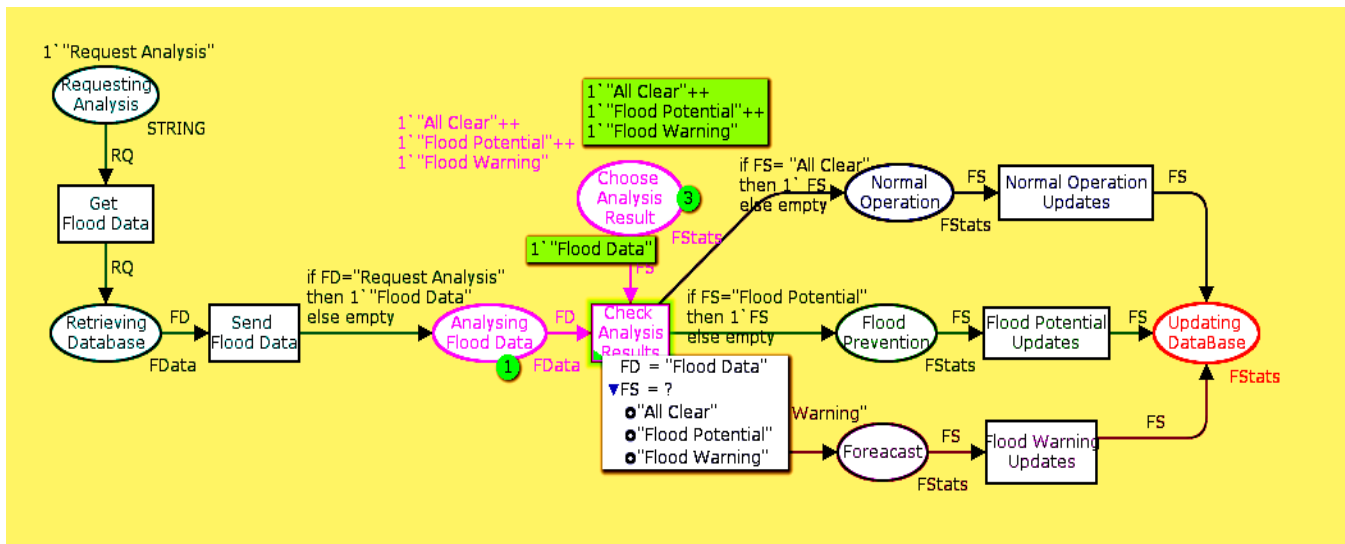 1`"Request Analysis"
Requesting
Analysis
STRING
RQ
Get
Flood Data
RQ
Retrieving
Database
FData
FD
Send
Flood Data
if FD="Request Analysis"
then 1`"Flood Data"
else empty
Analysing
Flood Data
1
FData
FD
1`"All Clear"++
1`"Flood Potential"++
1`"Flood Warning"
1`"All Clear"++
1`"Flood Potential"++
1`"Flood Warning"
Choose
Analysis
Result
3
FStats
1`"Flood Data"
FS
Check
Analysis
Results
FD = "Flood Data"
FS = ?
"All Clear"
"Flood Potential"
"Flood Warning"
if FS= "All Clear"
then 1` FS
else empty
Normal
Operation
FStats
FS
Normal Operation
Updates
FS
if FS="Flood Potential"
then 1`FS
else empty
Flood
Prevention
FStats
FS
Flood Potential
Updates
FS
Updating
DataBase
FStats
Warning"
Foreacast
FStats
FS
Flood Warning
Updates
FS